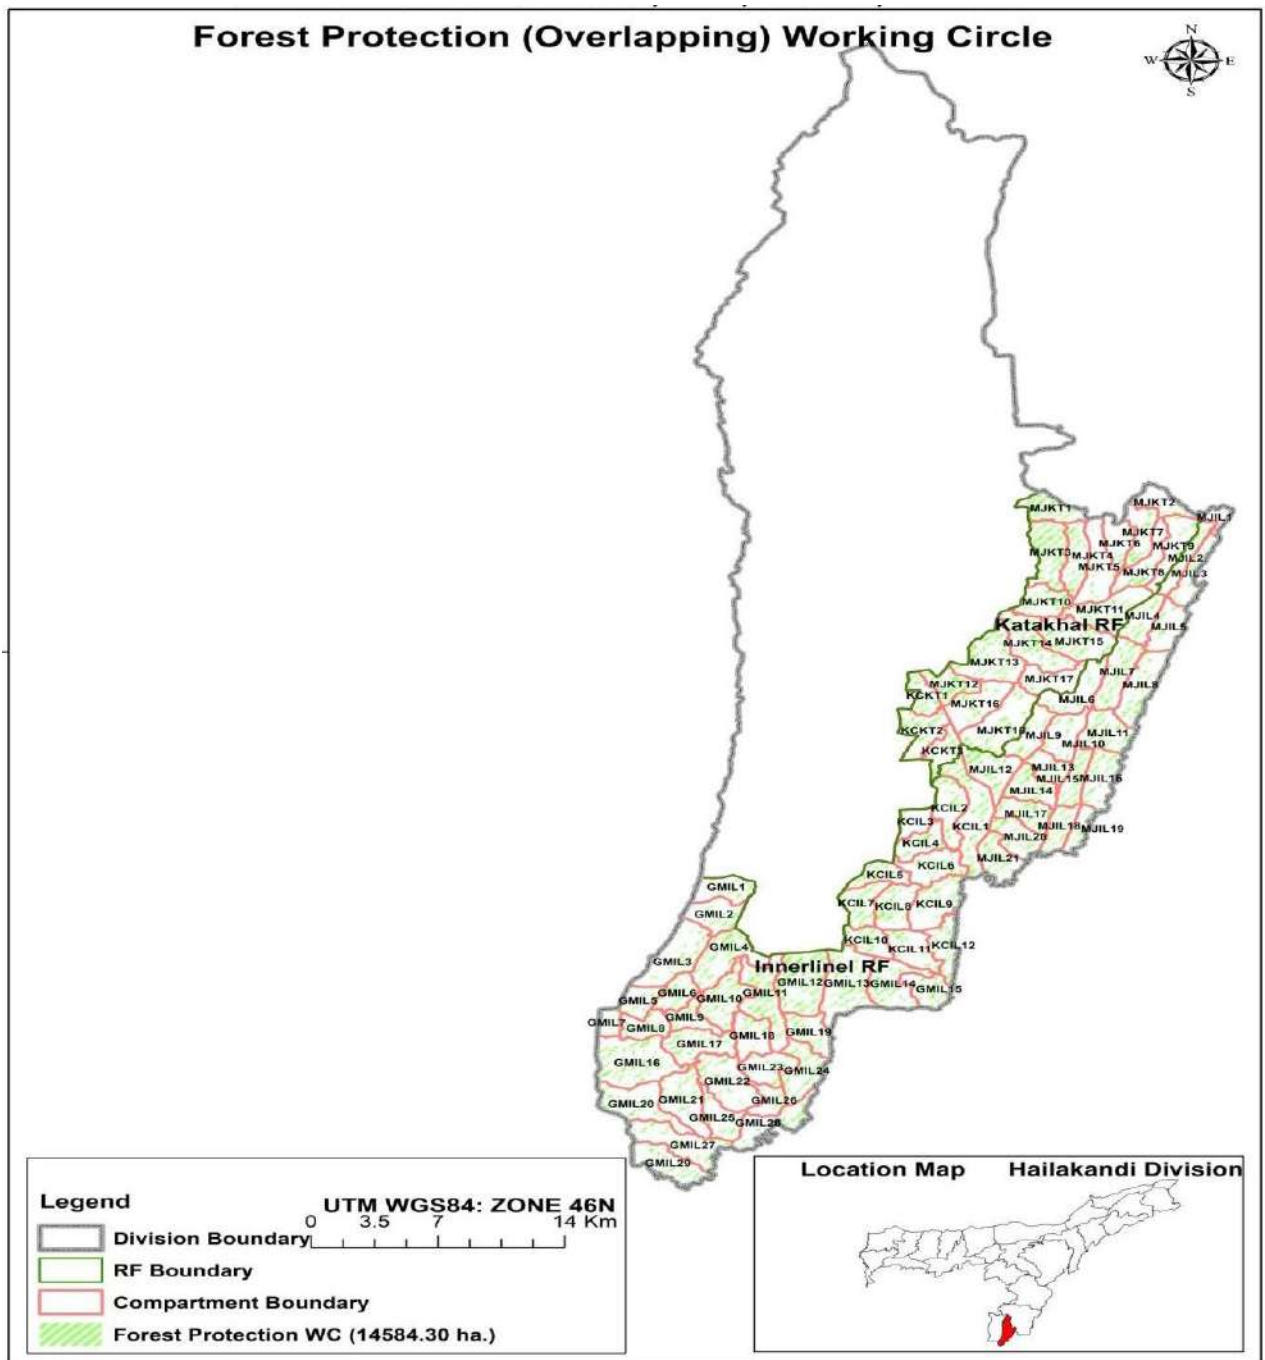 Forest Protection (Overlapping) Working Circle
N
W E
S
MJKT1
MJKT2
MJIL1
MJKT7
MJKT6
MJKT9
MJKT3
MJKT4
MJIL2
MJKT5
MJKT8
MJIL3
MJKT10
MJKT11
MJIL4
Katakhal RF
MJIL5
MJKT14
MJKT15
MJKT13
MJIL7
MJKT12
MJKT17
MJIL8
KCKT1
MJKT16
MJIL6
KCKT2
MJIL9
MJIL11
MJIL10
KCKT3
MJIL12
MJIL13
MJIL15
MJIL16
MJIL14
KCIL2
KCIL3
MJIL17
KCIL1
MJIL18
MJIL19
KCIL4
MJIL20
MJIL21
KCIL6
KCIL5
GMIL1
KCIL7
KCIL8
KCIL9
GMIL2
KCIL10
KCIL11
KCIL12
GMIL4
GMIL3
Innerlinel RF
GMIL12
GMIL13
GMIL14
GMIL15
GMIL5
GMIL6
GMIL10
GMIL11
GMIL7
GMIL8
GMIL9
GMIL18
GMIL19
GMIL17
GMIL16
GMIL23
GMIL24
GMIL22
GMIL20
GMIL21
GMIL26
GMIL25
GMIL28
GMIL27
Legend
UTM WGS84: ZONE 46N
0 3.5 7 14 Km
Division Boundary
RF Boundary
Compartment Boundary
Forest Protection WC (14584.30 ha.)
Location Map Hailakandi Division